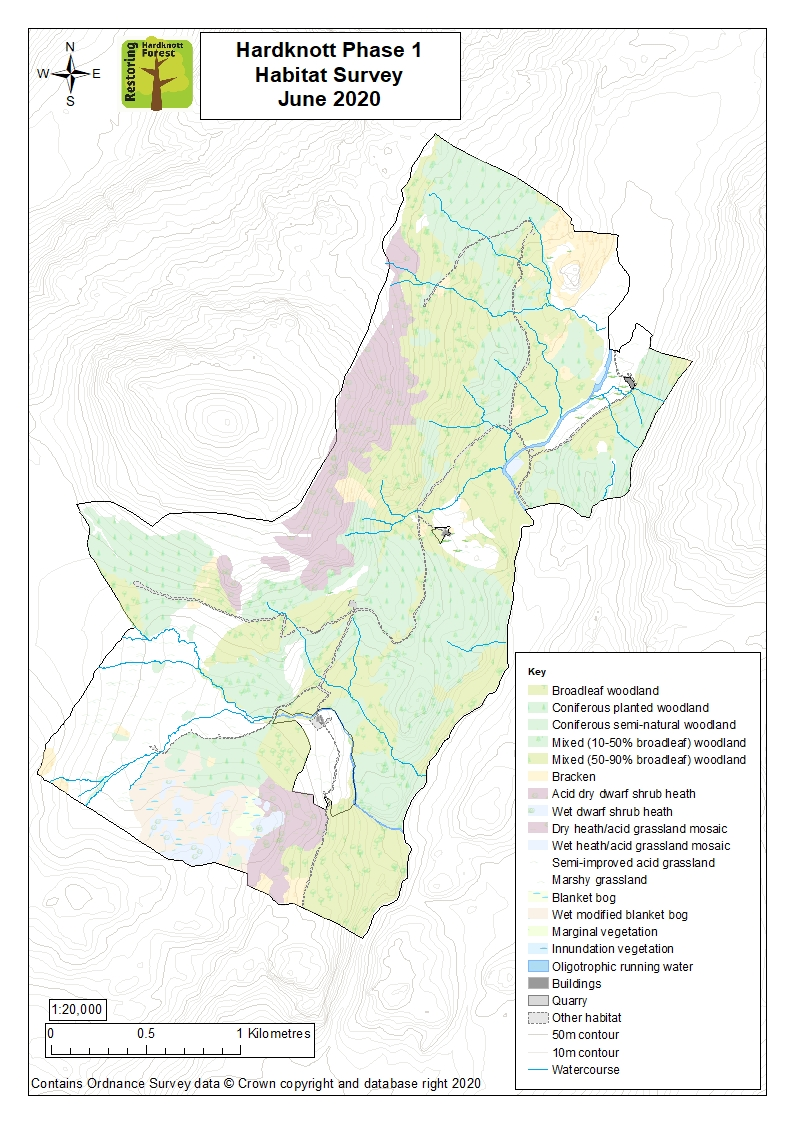 N
W E
S
Restoring
Hardknott
Forest
Hardknott Phase 1
Habitat Survey
June 2020
Key
Broadleaf woodland
Coniferous planted woodland
Coniferous semi-natural woodland
Mixed (10-50% broadleaf) woodland
Mixed (50-90% broadleaf) woodland
Bracken
Acid dry dwarf shrub heath
Wet dwarf shrub heath
Dry heath/acid grassland mosaic
Wet heath/acid grassland mosaic
Semi-improved acid grassland
Marshy grassland
Blanket bog
Wet modified blanket bog
Marginal vegetation
Innundation vegetation
Oligotrophic running water
Buildings
Quarry
Other habitat
50m contour
10m contour
Watercourse
1:20,000
0 0.5 1 Kilometres
Contains Ordnance Survey data © Crown copyright and database right 2020